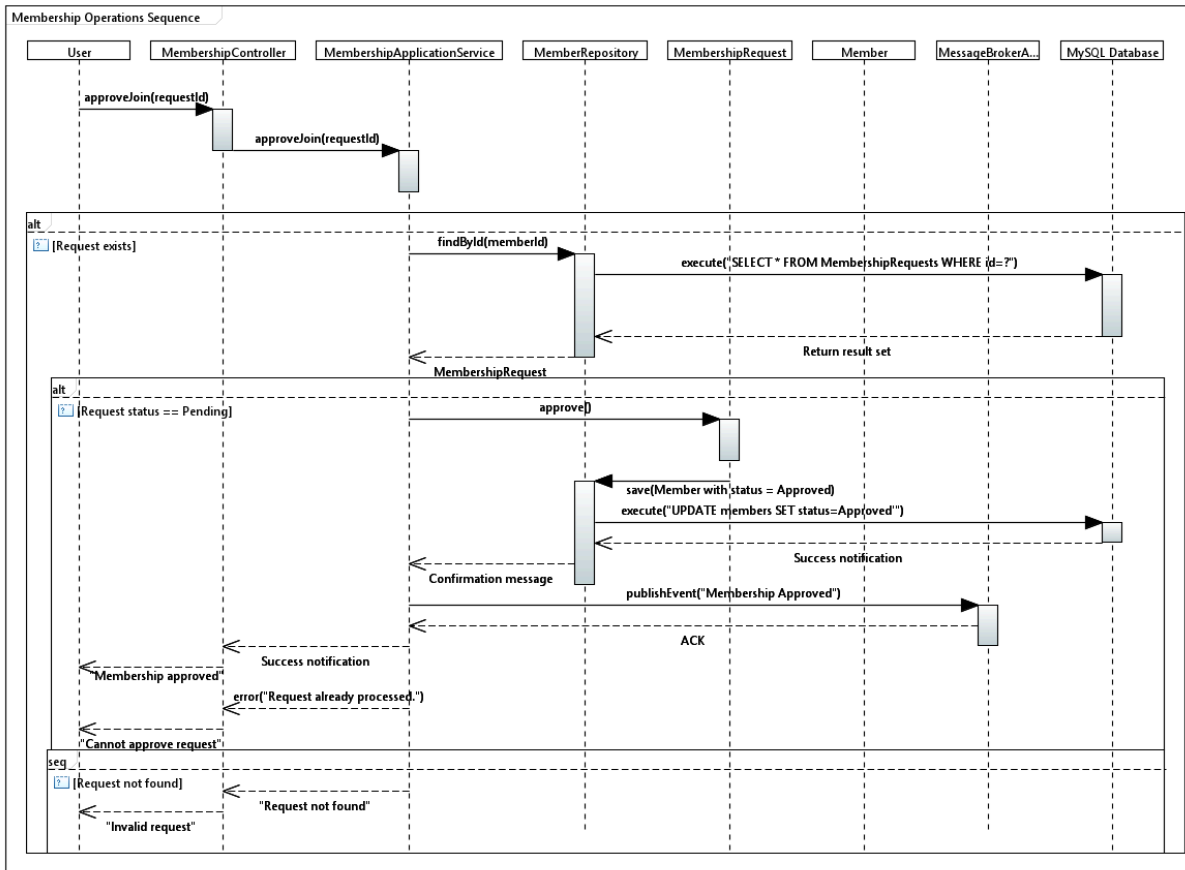 Membership Operations Sequence
User
MembershipController
MembershipApplicationService
MemberRepository
MembershipRequest
Member
MessageBrokerA...
MySQL Database
approveJoin(requestId)
approveJoin(requestId)
alt
[Request exists]
findById(memberId)
execute("SELECT * FROM MembershipRequests WHERE id=?")
Return result set
MembershipRequest
alt
[Request status == Pending]
approve()
save(Member with status = Approved)
execute("UPDATE members SET status=Approved'")
Success notification
Confirmation message
publishEvent("Membership Approved")
ACK
Success notification
"Membership approved"
error("Request already processed.")
"Cannot approve request"
seq
[Request not found]
"Request not found"
"Invalid request"